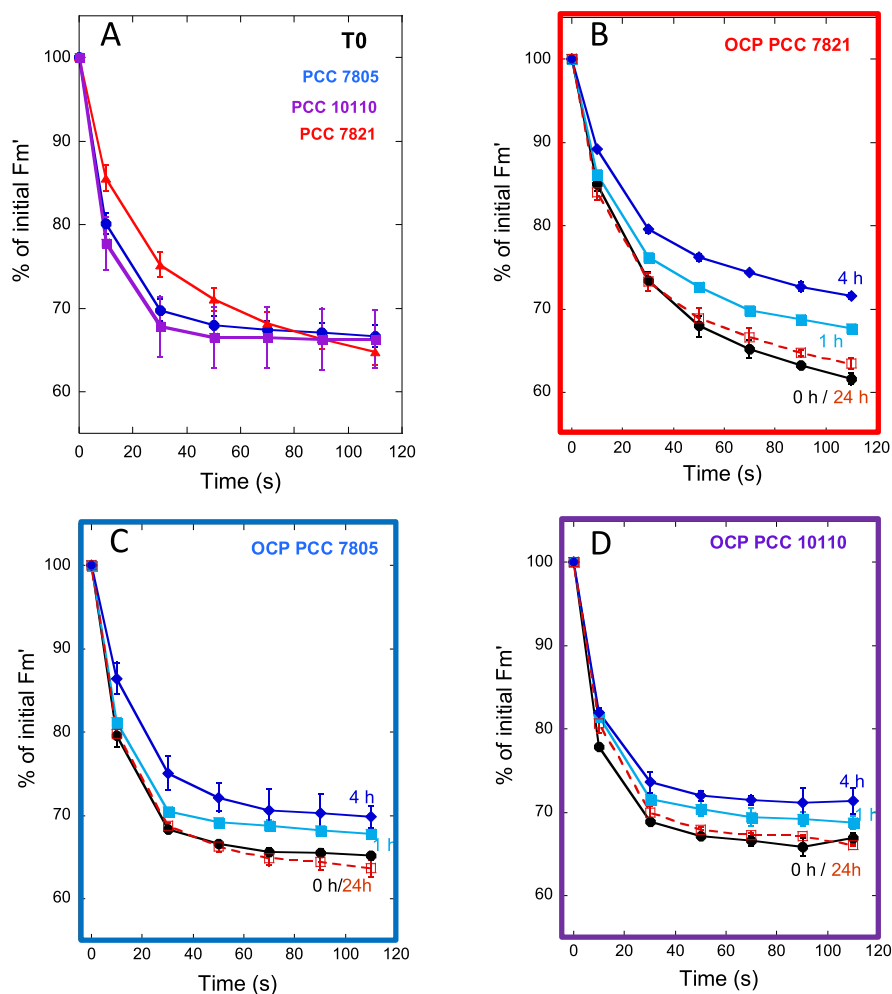 A
T0
PCC 7805
PCC 10110
PCC 7821
% of initial Fm'
100
90
80
70
60
0 20 40 60 80 100 120
Time (s)
B
OCP PCC 7821
% of initial Fm'
100
90
80
70
60
4 h
1 h
0 h / 24 h
0 20 40 60 80 100 120
Time (s)
C
OCP PCC 7805
% of initial Fm'
100
90
80
70
60
4 h
1 h
0 h/24h
0 20 40 60 80 100 120
Time (s)
D
OCP PCC 10110
% of initial Fm'
100
90
80
70
60
4 h
1 h
0 h / 24h
0 20 40 60 80 100 120
Time (s)